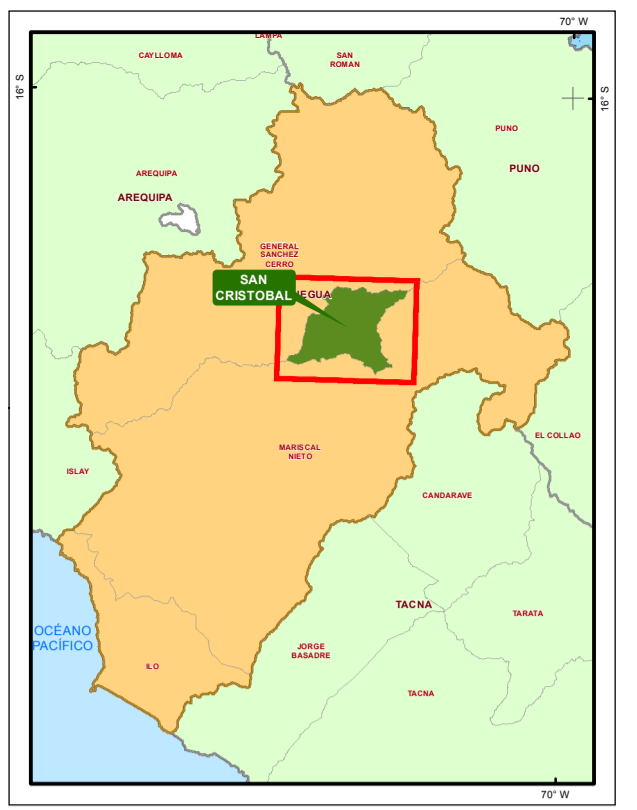 70° W
LAMPA
CAYLLOMA
SAN
ROMAN
16° S
16° S
PUNO
PUNO
AREQUIPA
AREQUIPA
GENERAL
SANCHEZ
CERRO
SAN
CRISTOBAL
EGUA
MARISCAL
NIETO
EL COLLAO
ISLAY
CANDARAVE
TACNA
TARATA
OCÉANO
PACÍFICO
JORGE
BASADRE
ILO
TACNA
70° W